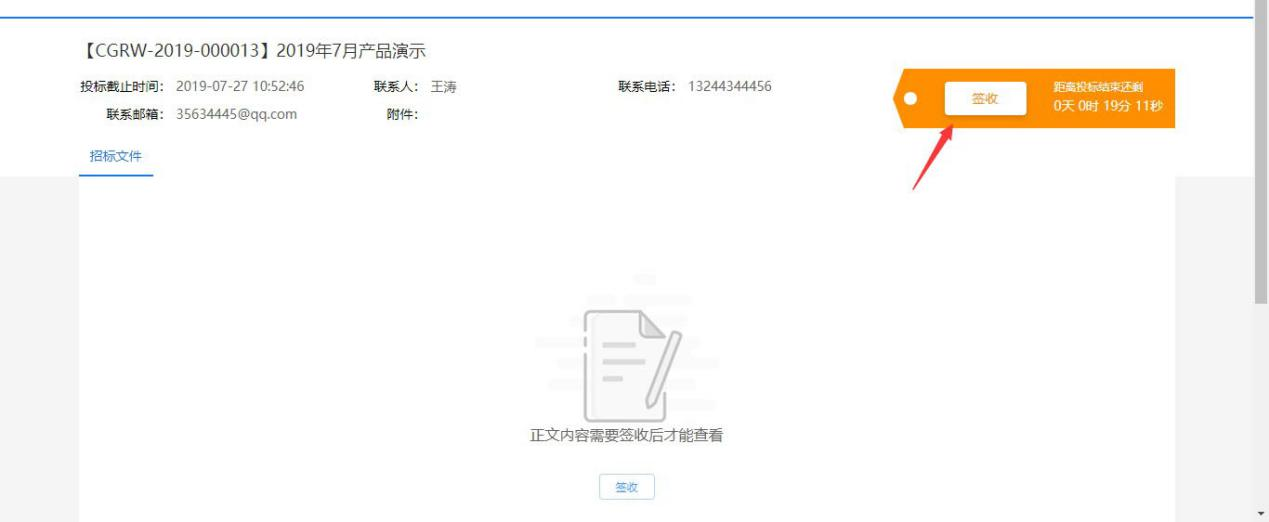 【CGRW-2019-000013】2019年7月产品演示
投标截止时间： 2019-07-27 10:52:46 联系人： 王涛 联系电话： 13244344456
联系邮箱： 35634445@qq.com 附件：
签收
距离投标结束还剩
0天 0时 19分 11秒
招标文件
正文内容需要签收后才能查看
签收